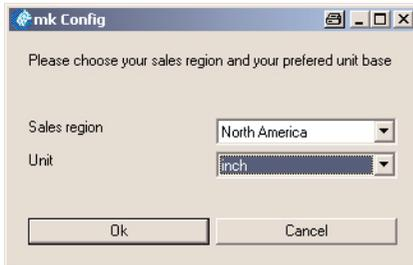 mk Config
Please choose your sales region and your prefered unit base
Sales region
North America
Unit
inch
Ok
Cancel